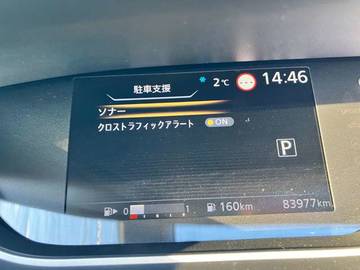 駐車支援 2℃ 14:46
ソナー
クロストラフィックアラート ON
P
0 1 160km 83977km